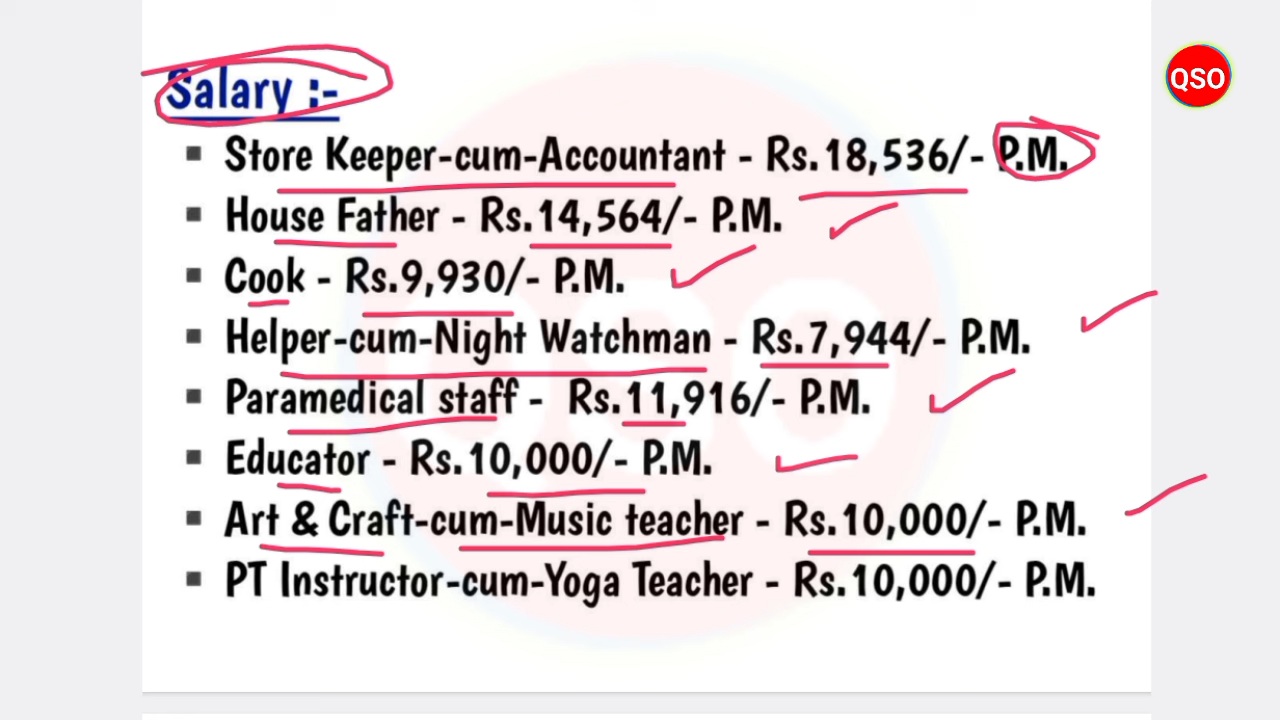 QSO
Salary :-
▪ Store Keeper-cum-Accountant - Rs.18,536/- P.M.
▪ House Father - Rs.14,564/- P.M.
▪ Cook - Rs.9,930/- P.M.
▪ Helper-cum-Night Watchman - Rs.7,944/- P.M.
▪ Paramedical staff - Rs.11,916/- P.M.
▪ Educator - Rs.10,000/- P.M.
▪ Art & Craft-cum-Music teacher - Rs.10,000/- P.M.
▪ PT Instructor-cum-Yoga Teacher - Rs.10,000/- P.M.